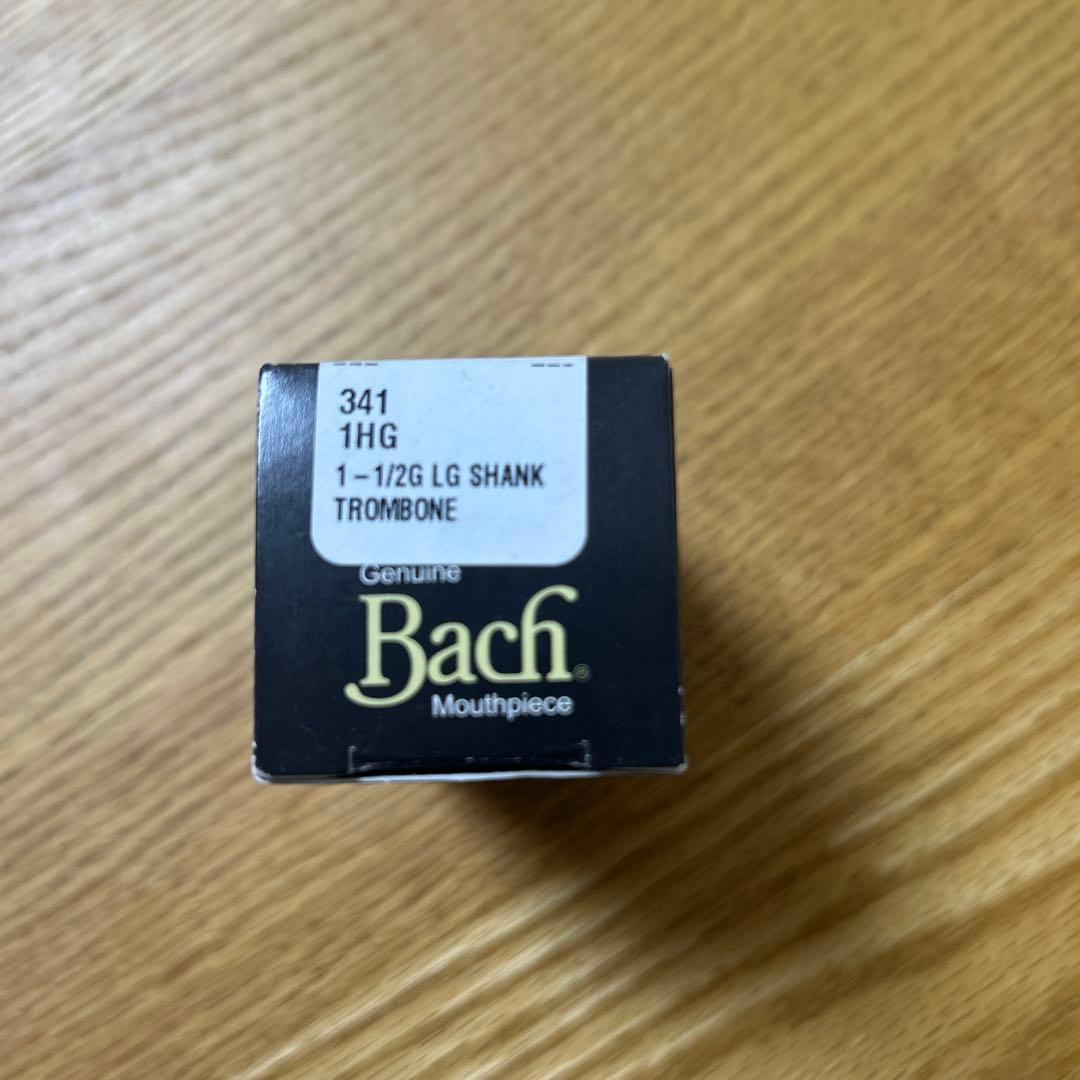 341
1HG
1-1/2G LG SHANK
TROMBONE
Genuine
Bach®
Mouthpiece